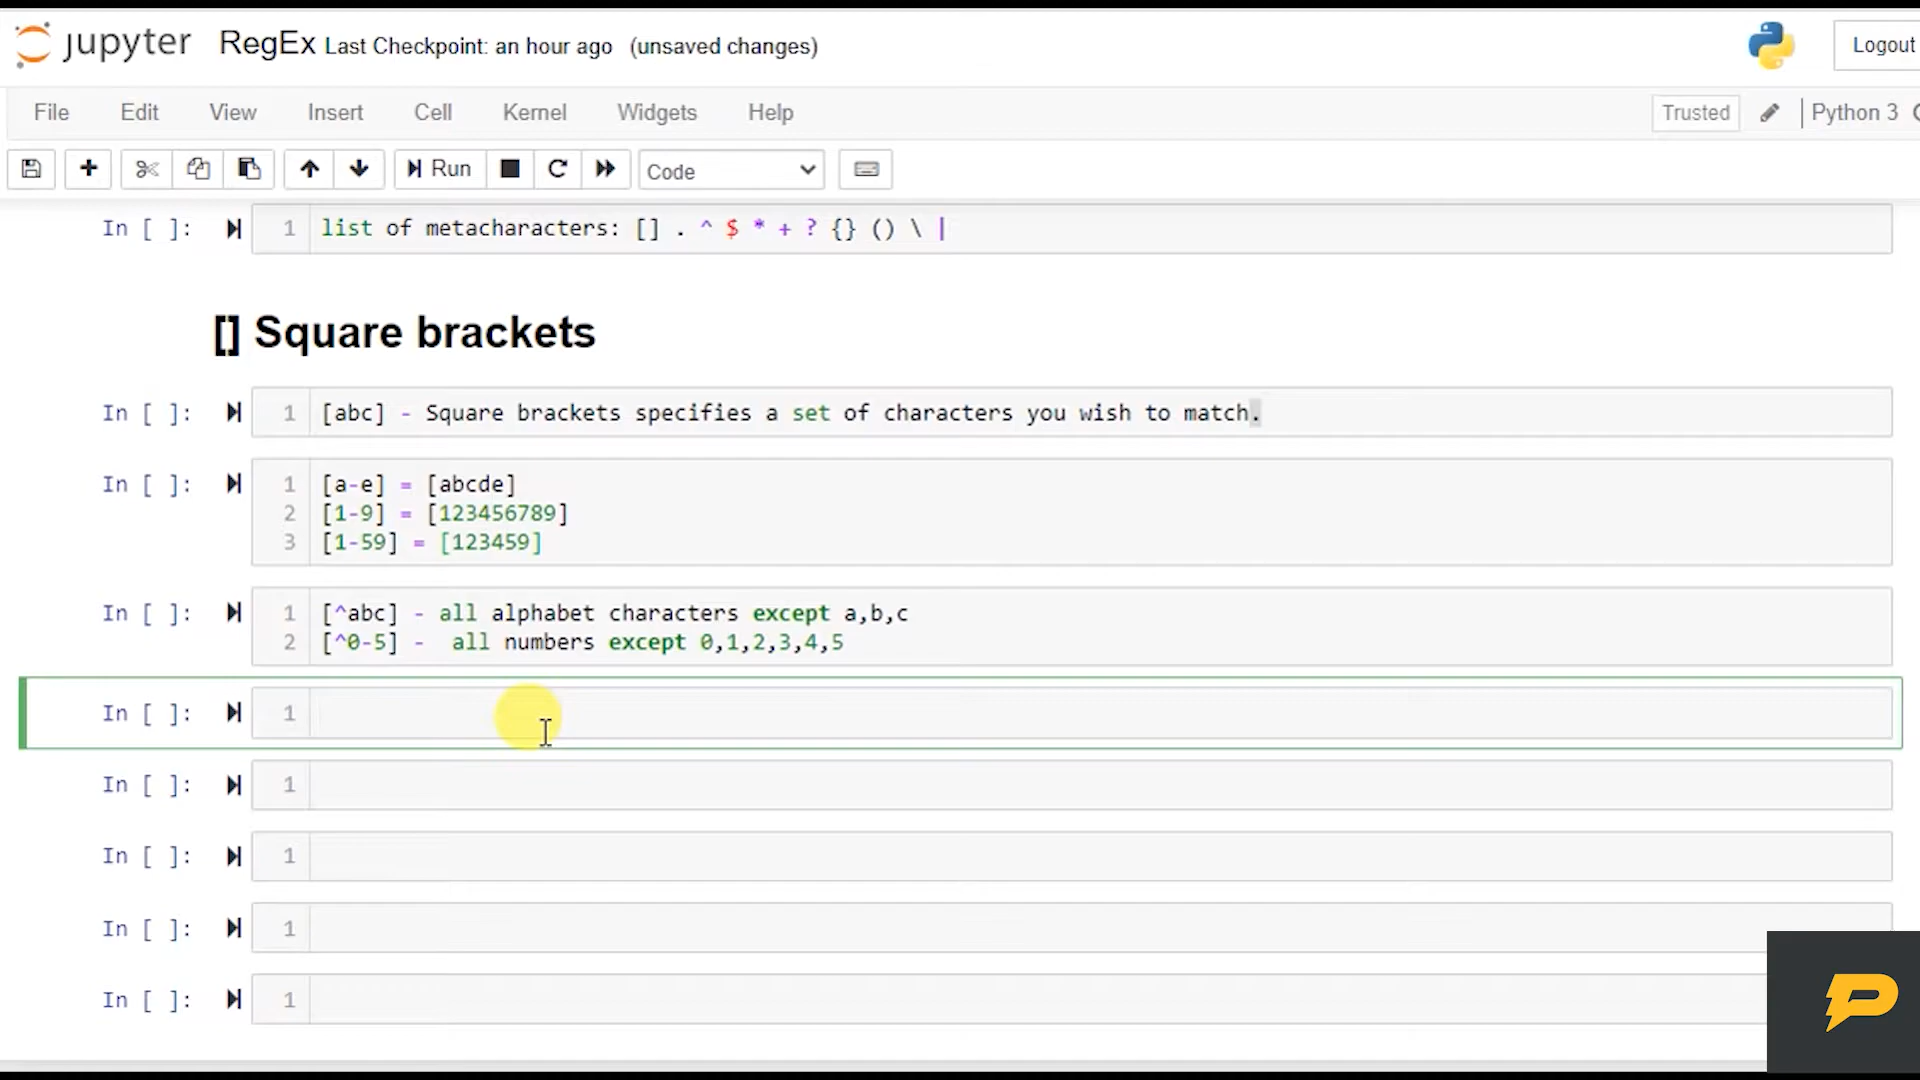 jupyter RegEx Last Checkpoint: an hour ago (unsaved changes) Logout
File Edit View Insert Cell Kernel Widgets Help Trusted Python 3
Run Code
In [ ]: 1 list of metacharacters: [] . ^ $ * + ? {} () \ |
[] Square brackets
In [ ]: 1 [abc] - Square brackets specifies a set of characters you wish to match.
In [ ]: 1 [a-e] = [abcde]
2 [1-9] = [123456789]
3 [1-59] = [123459]
In [ ]: 1 [^abc] - all alphabet characters except a,b,c
2 [^0-5] -  all numbers except 0,1,2,3,4,5
In [ ]: 1
In [ ]: 1
In [ ]: 1
In [ ]: 1
In [ ]: 1